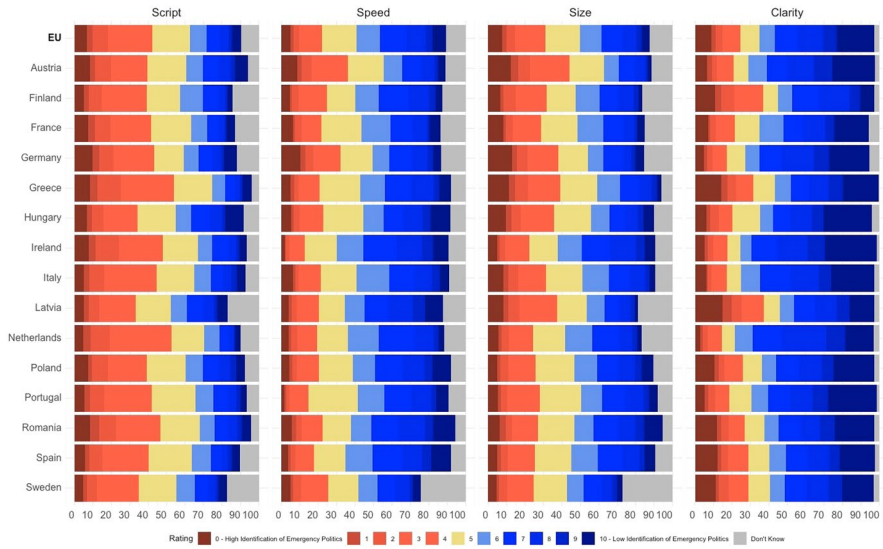 Script Speed Size Clarity
EU
Austria
Finland
France
Germany
Greece
Hungary
Ireland
Italy
Latvia
Netherlands
Poland
Portugal
Romania
Spain
Sweden
0 10 20 30 40 50 60 70 80 90 100 0 10 20 30 40 50 60 70 80 90 100 0 10 20 30 40 50 60 70 80 90 100 0 10 20 30 40 50 60 70 80 90 100
Rating 0 - High Identification of Emergency Politics 1 2 3 4 5 6 7 8 9 10 - Low Identification of Emergency Politics Don't Know